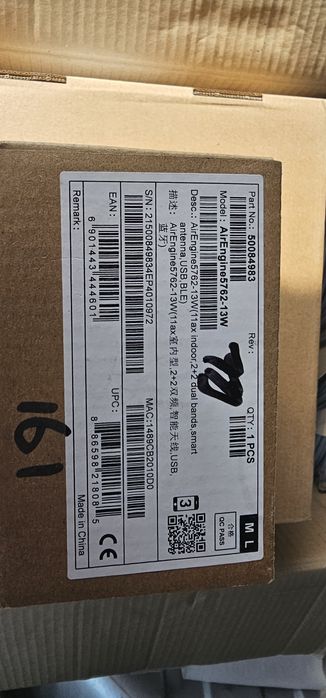 Part No.: 50084983 Rev: QTY: 1 PCS M L
Model: AirEngine5762-13W
Desc.: AirEngine5762-13W(11ax indoor,2+2 dual bands,smart
antenna,USB,BLE)
描述: AirEngine5762-13W(11ax室内型,2+2双频,智能天线,USB,
蓝牙)
合格
QC PASS
3
S/N: 21500849834EP4010972
MAC:1489CB2010D0
EAN:
6 901443 444601
UPC:
8 86598 21808 5
CE
Remark:
Made in China
161